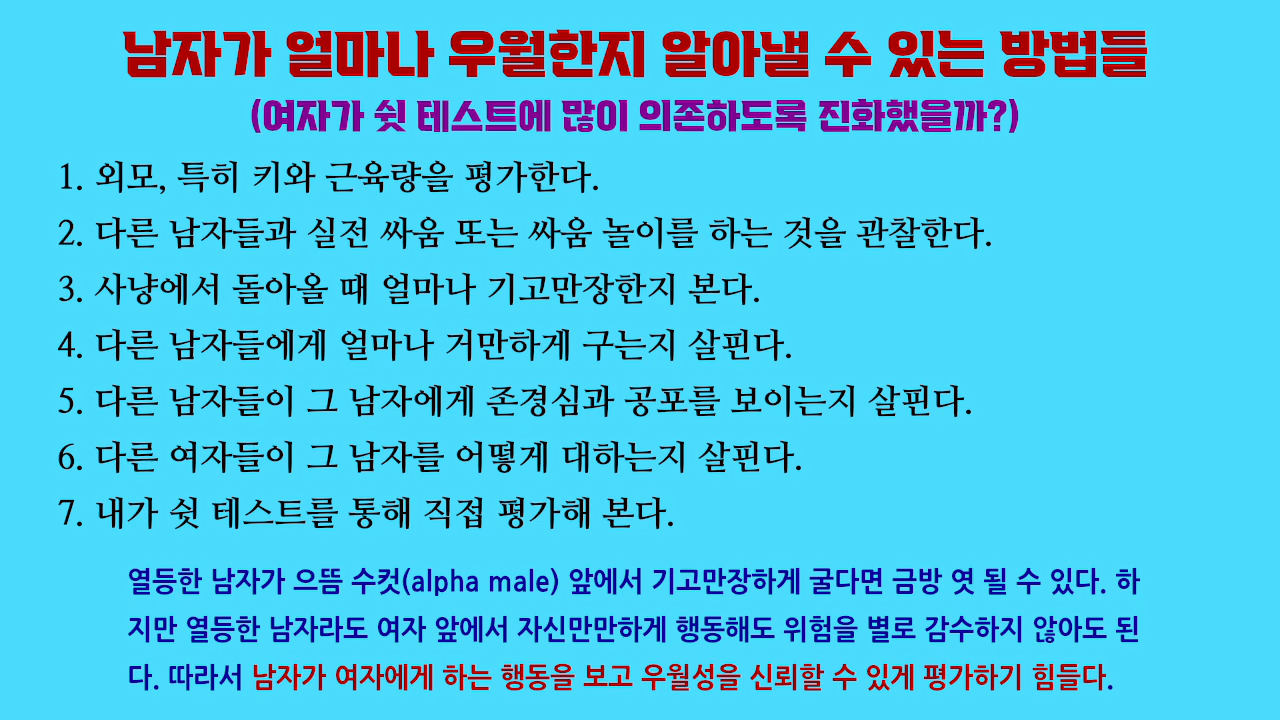 남자가 얼마나 우월한지 알아낼 수 있는 방법들
(여자가 쉿 테스트에 많이 의존하도록 진화했을까?)
1. 외모, 특히 키와 근육량을 평가한다.
2. 다른 남자들과 실전 싸움 또는 싸움 놀이를 하는 것을 관찰한다.
3. 사냥에서 돌아올 때 얼마나 기고만장한지 본다.
4. 다른 남자들에게 얼마나 거만하게 구는지 살핀다.
5. 다른 남자들이 그 남자에게 존경심과 공포를 보이는지 살핀다.
6. 다른 여자들이 그 남자를 어떻게 대하는지 살핀다.
7. 내가 쉿 테스트를 통해 직접 평가해 본다.
열등한 남자가 으뜸 수컷(alpha male) 앞에서 기고만장하게 굴다면 금방 엿 될 수 있다. 하
지만 열등한 남자라도 여자 앞에서 자신만만하게 행동해도 위험을 별로 감수하지 않아도 된
다. 따라서 남자가 여자에게 하는 행동을 보고 우월성을 신뢰할 수 있게 평가하기 힘들다.